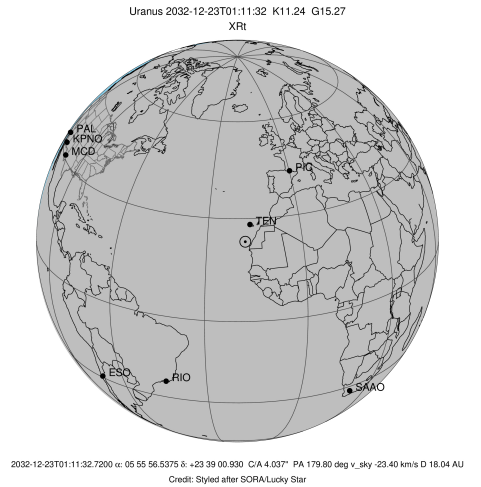 Uranus 2032-12-23T01:11:32  K11.24  G15.27
XRt
PAL
KPNO
MCD
PIC
TEN
ESO
RIO
SAAO
2032-12-23T01:11:32.7200 α: 05 55 56.5375 δ: +23 39 00.930  C/A 4.037"  PA 179.80 deg v_sky -23.40 km/s D 18.04 AU
Credit: Styled after SORA/Lucky Star